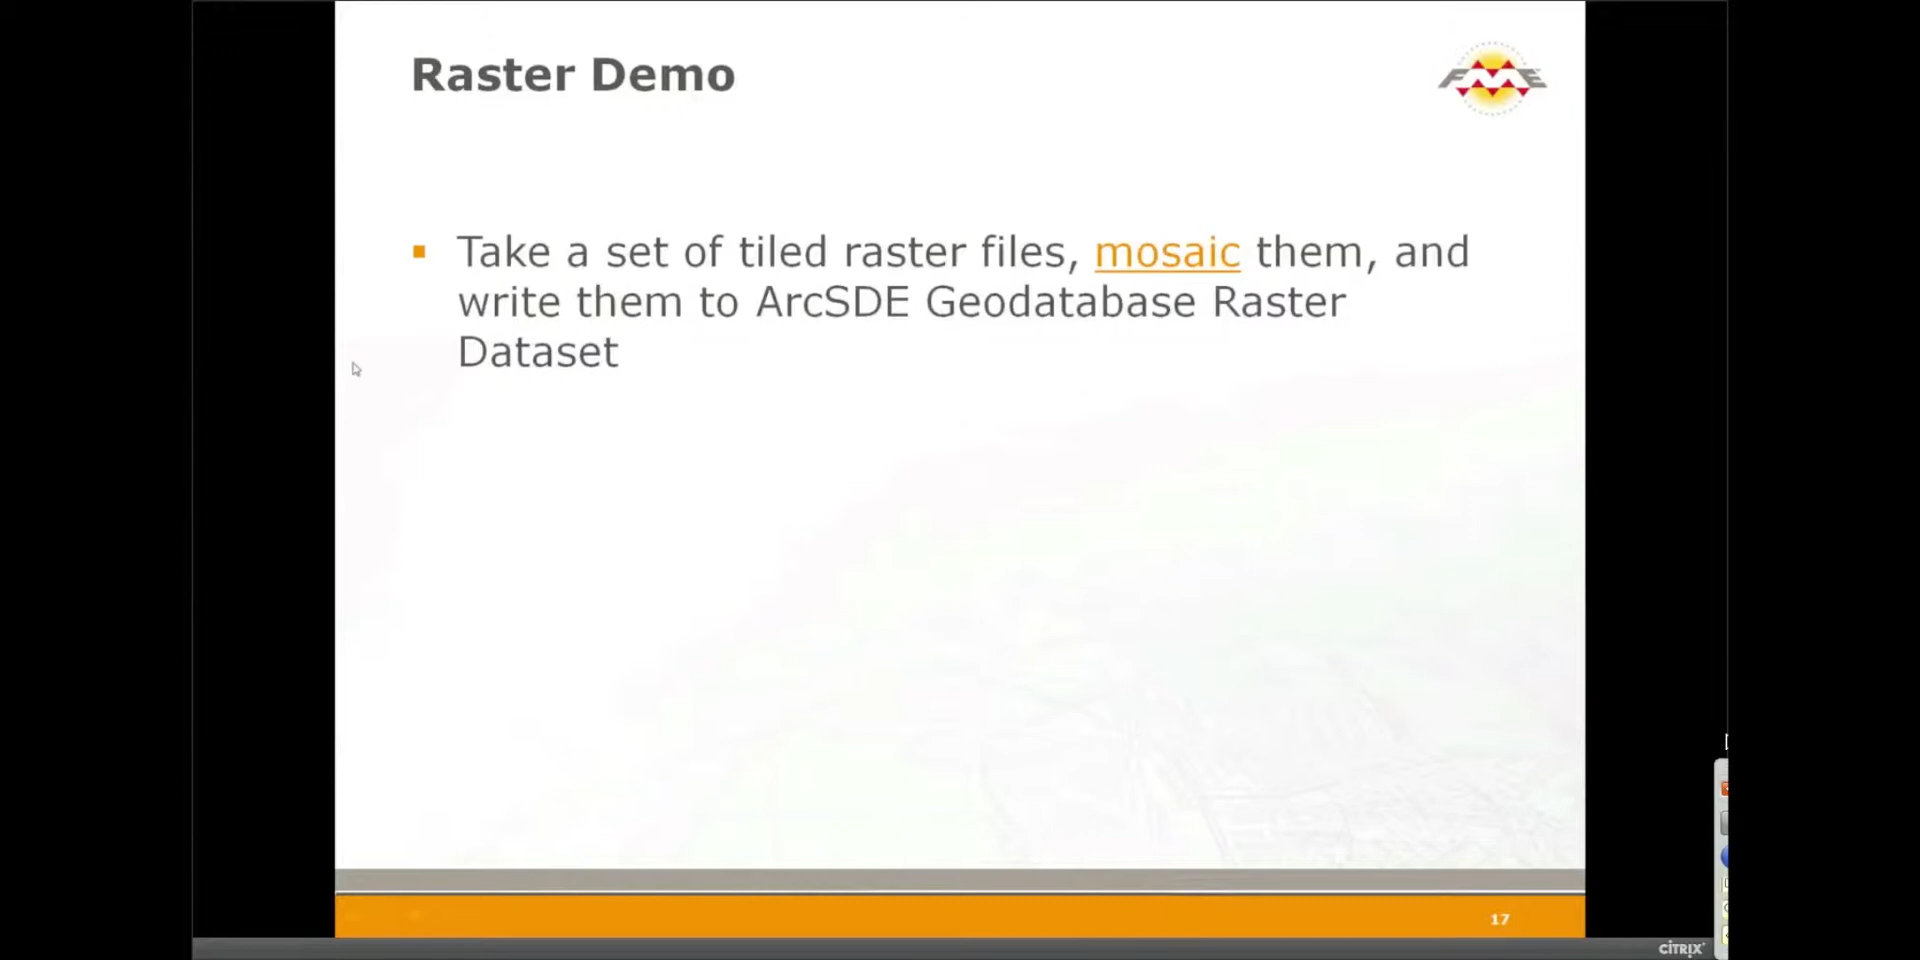 Raster Demo
FME
Take a set of tiled raster files, mosaic them, and
write them to ArcSDE Geodatabase Raster
Dataset
17
CITRIX